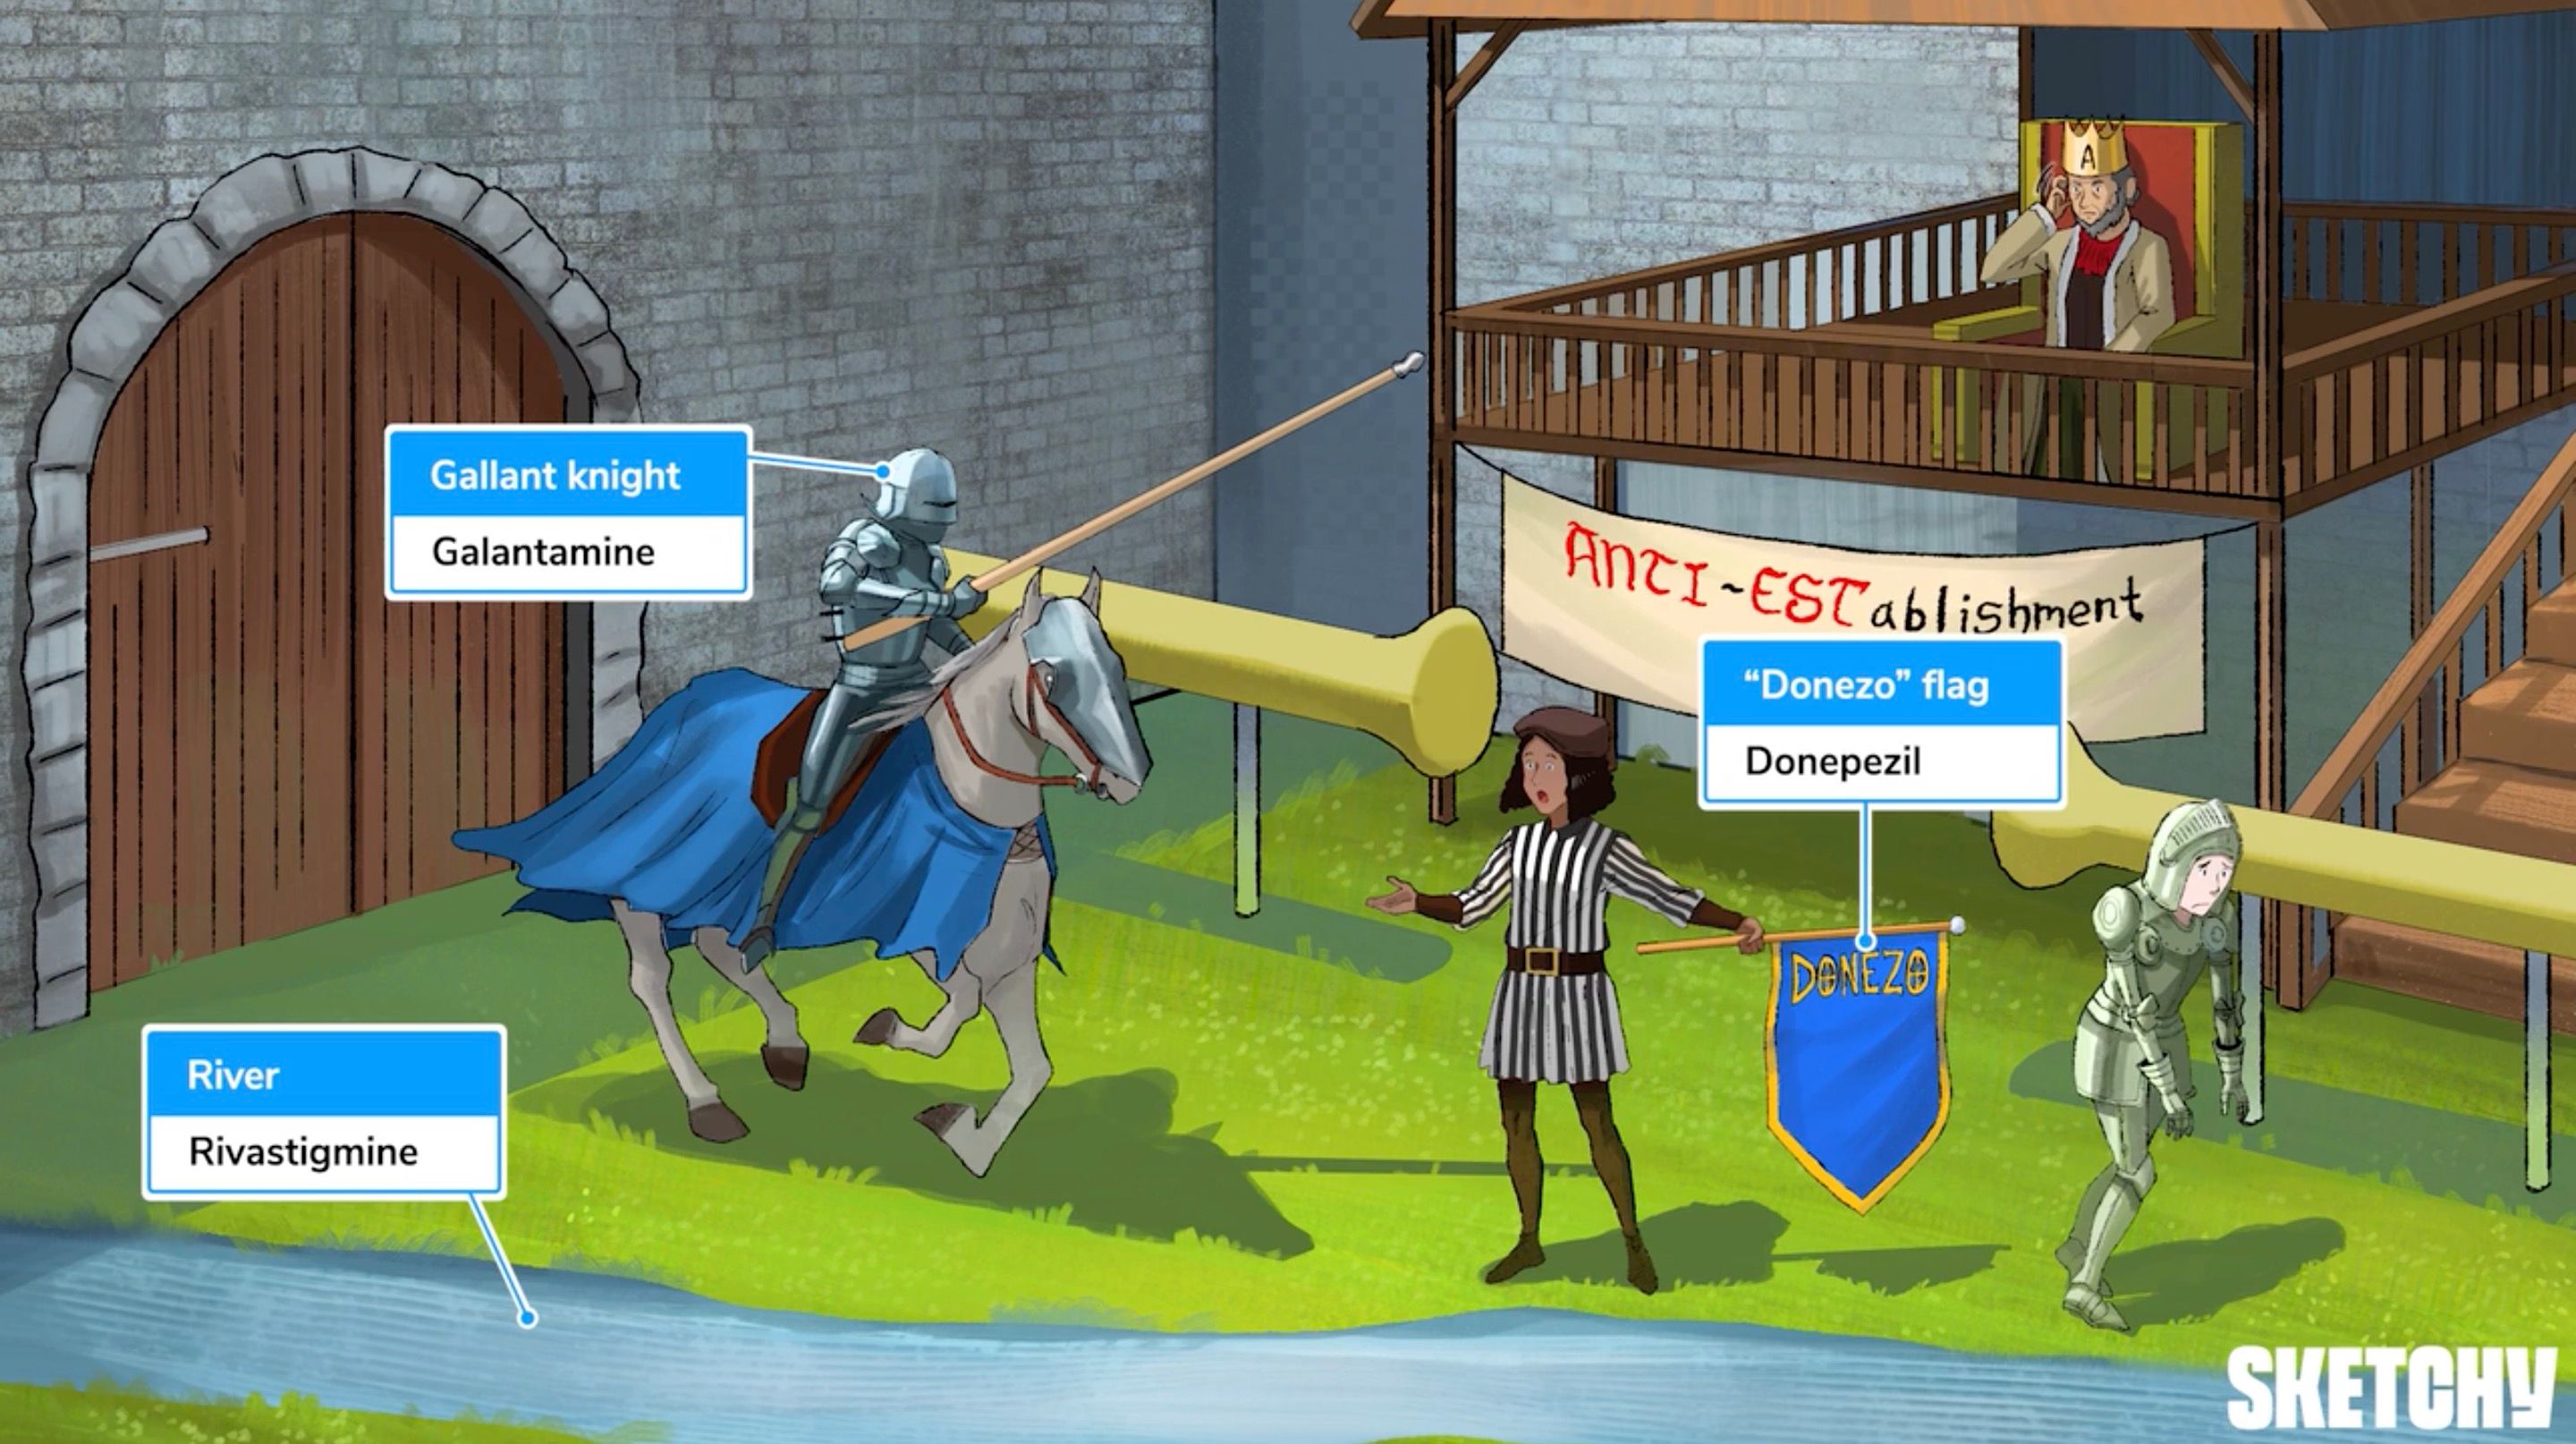 A
Gallant knight
Galantamine
ANTI~ESTablishment
“Donezo” flag
Donepezil
DONEZO
River
Rivastigmine
SKETCHY